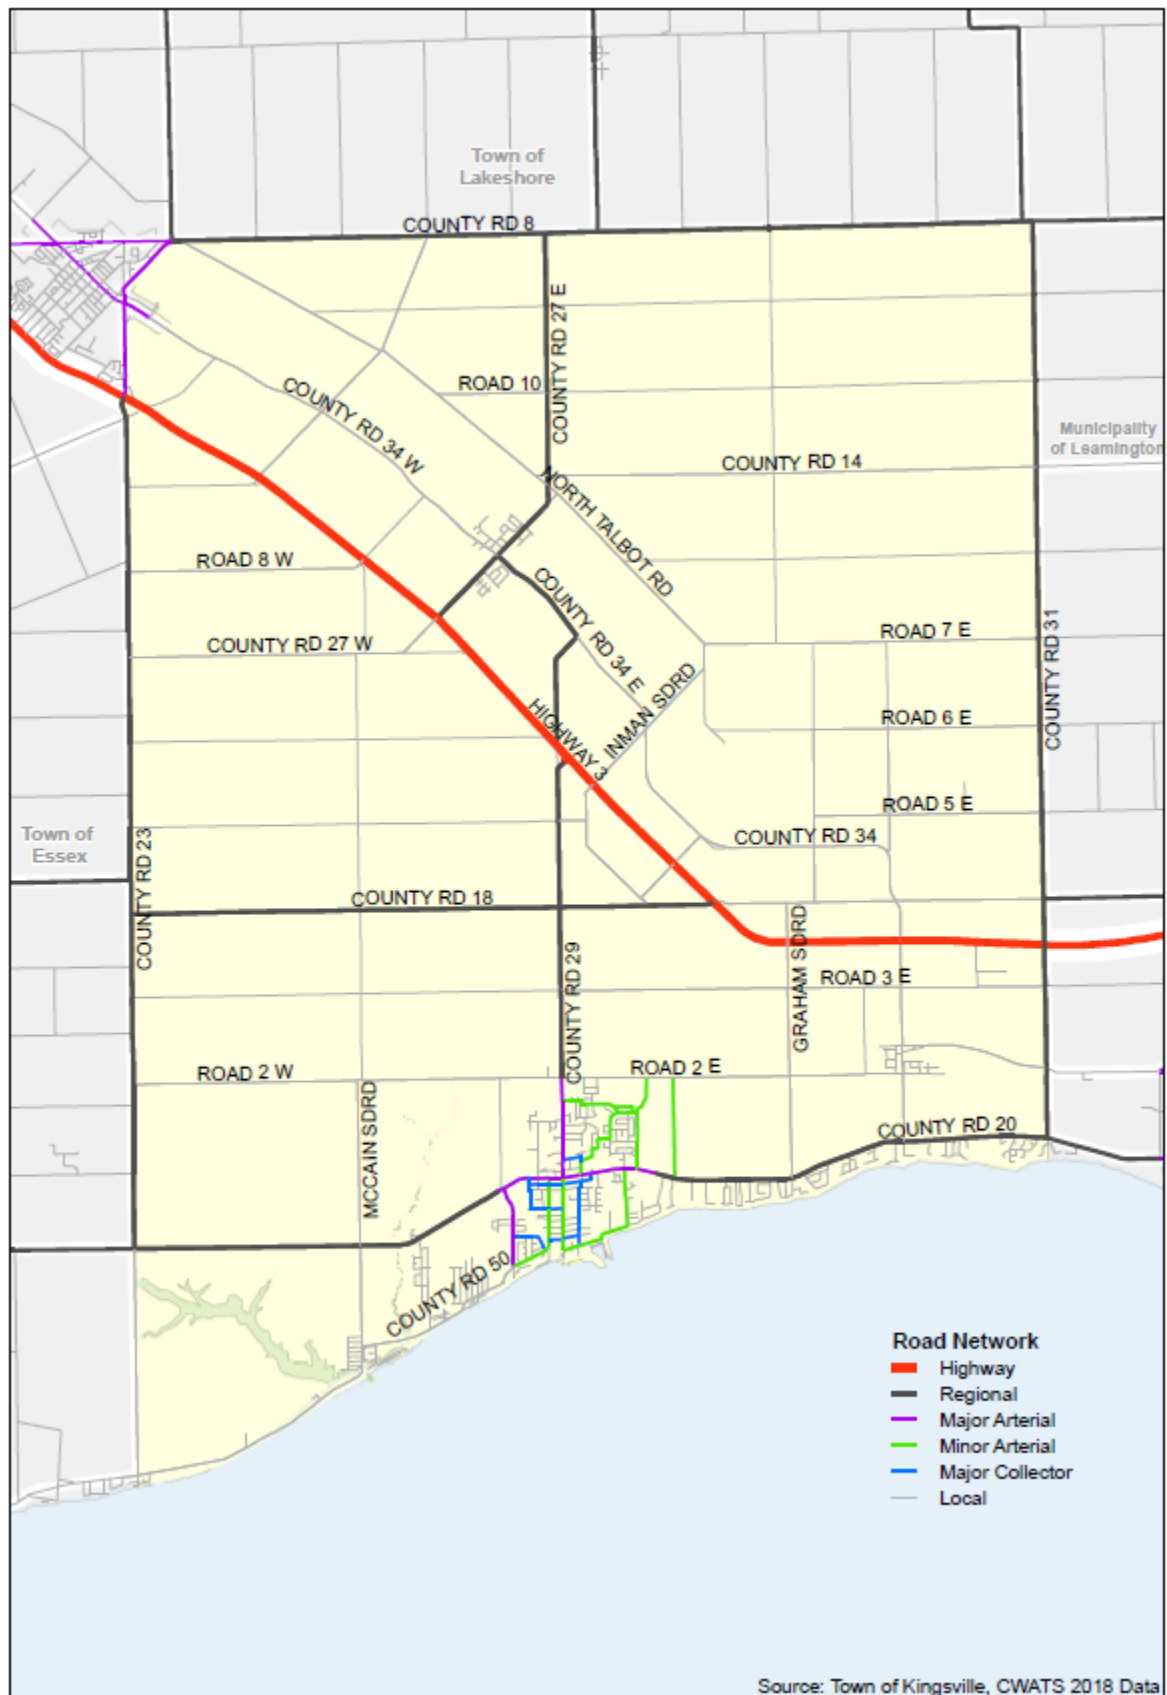 Town of
Lakeshore
COUNTY RD 8
COUNTY RD 27 E
ROAD 10
COUNTY RD 34 W
Municipality
of Leamington
COUNTY RD 14
NORTH TALBOT RD
ROAD 8 W
COUNTY RD 34 E
COUNTY RD 27 W
ROAD 7 E
COUNTY RD 31
INMAN SDRD
HIGHWAY 3
ROAD 6 E
ROAD 5 E
Town of
Essex
COUNTY RD 23
COUNTY RD 34
COUNTY RD 18
COUNTY RD 29
GRAHAM SDRD
ROAD 3 E
ROAD 2 W
ROAD 2 E
MCCAIN SDRD
COUNTY RD 20
COUNTY RD 50
Road Network
Highway
Regional
Major Arterial
Minor Arterial
Major Collector
Local
Source: Town of Kingsville, CWATS 2018 Data